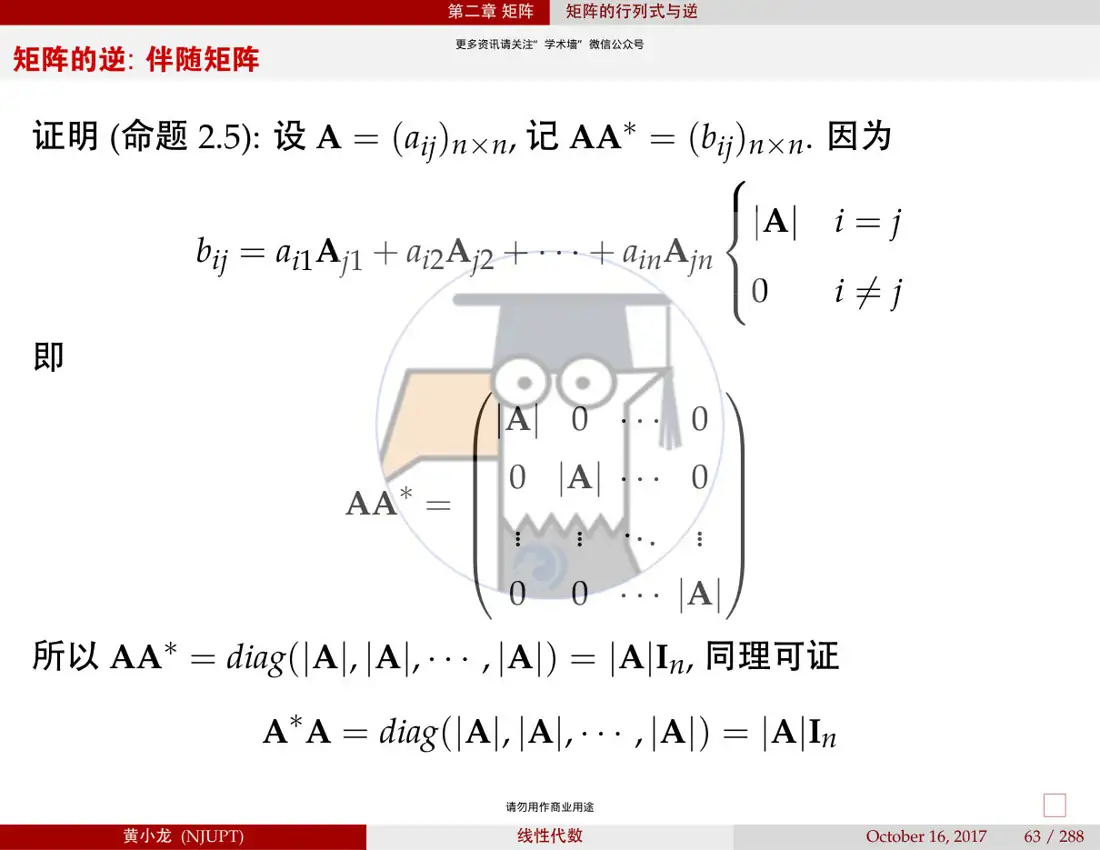 第二章 矩阵 矩阵的行列式与逆
更多资讯请关注“学术墙”微信公众号
矩阵的逆: 伴随矩阵
证明 (命题 2.5): 设 A = (a_{ij})_{n×n}, 记 AA* = (b_{ij})_{n×n}. 因为
b_{ij} = a_{i1}A_{j1} + a_{i2}A_{j2} + ··· + a_{in}A_{jn} { |A| i = j
0 i ≠ j
即
|A| 0 ··· 0
0 |A| ··· 0
AA* =
⋮ ⋮ ⋱ ⋮
0 0 ··· |A|
所以 AA* = diag(|A|, |A|, ··· , |A|) = |A|I_n, 同理可证
A*A = diag(|A|, |A|, ··· , |A|) = |A|I_n
请勿用作商业用途
黄小龙 (NJUPT) 线性代数 October 16, 2017 63 / 288